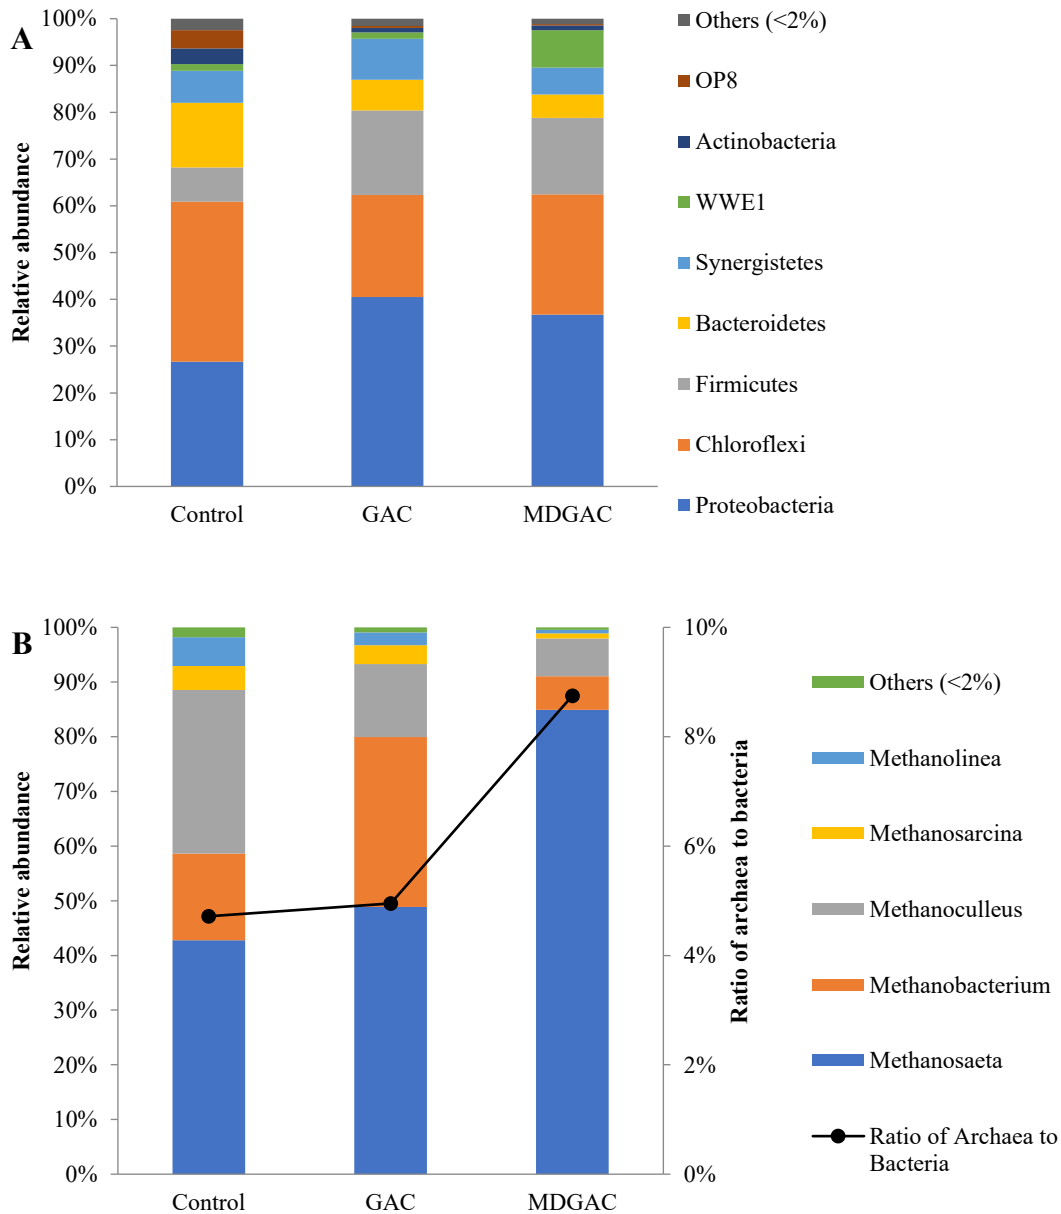 A
Relative abundance
100%
90%
80%
70%
60%
50%
40%
30%
20%
10%
0%
Control
GAC
MDGAC
Others (<2%)
OP8
Actinobacteria
WWE1
Synergistetes
Bacteroidetes
Firmicutes
Chloroflexi
Proteobacteria
B
Relative abundance
100%
90%
80%
70%
60%
50%
40%
30%
20%
10%
0%
Control
GAC
MDGAC
10%
8%
6%
4%
2%
0%
Ratio of archaea to bacteria
Others (<2%)
Methanolinea
Methanosarcina
Methanoculleus
Methanobacterium
Methanosaeta
Ratio of Archaea to
Bacteria